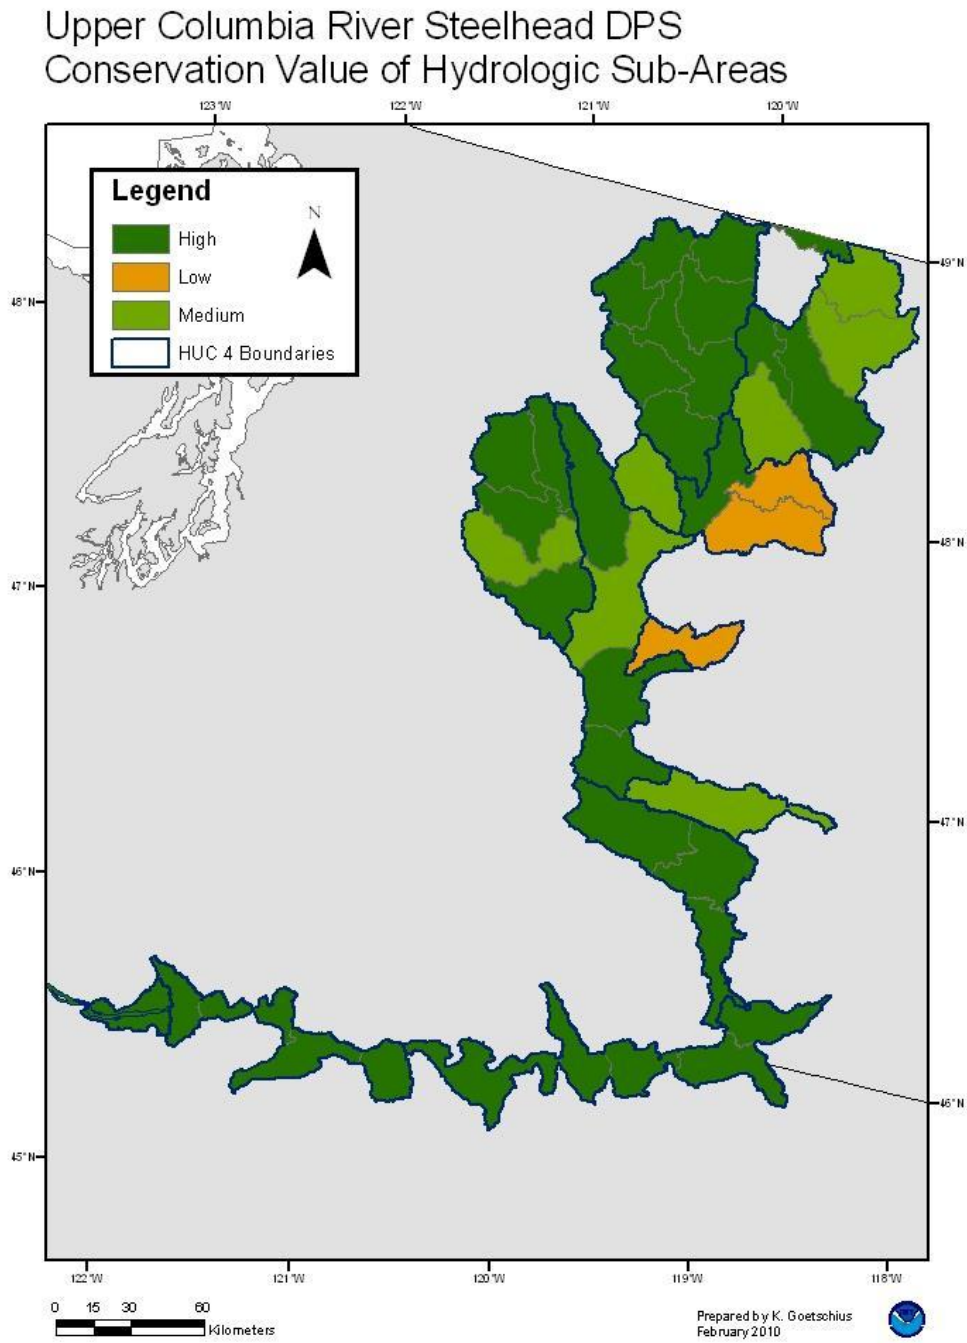 Upper Columbia River Steelhead DPS
Conservation Value of Hydrologic Sub-Areas
123°W 122°W 121°W 120°W
Legend
N
High
Low
Medium
HUC 4 Boundaries
49°N
48°N
48°N
47°N
47°N
46°N
46°N
45°N
122°W 121°W 120°W 119°W 118°W
0 15 30 60
Kilometers
Prepared by K. Goetschius
February 2010